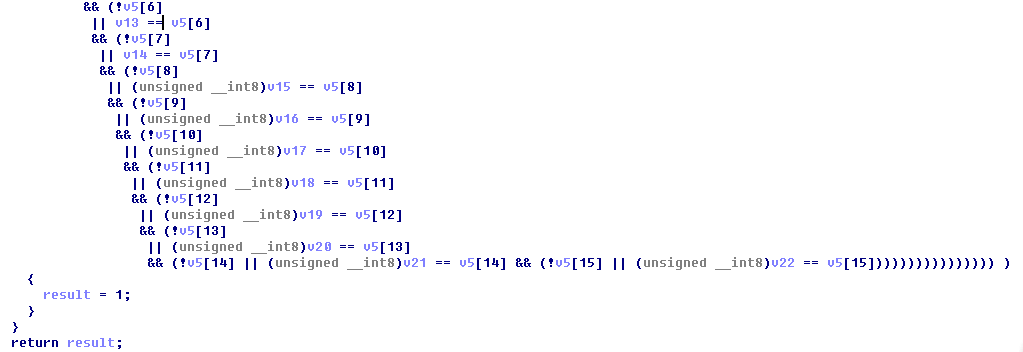 && (!v5[6]
|| v13 == v5[6]
&& (!v5[7]
|| v14 == v5[7]
&& (!v5[8]
|| (unsigned __int8)v15 == v5[8]
&& (!v5[9]
|| (unsigned __int8)v16 == v5[9]
&& (!v5[10]
|| (unsigned __int8)v17 == v5[10]
&& (!v5[11]
|| (unsigned __int8)v18 == v5[11]
&& (!v5[12]
|| (unsigned __int8)v19 == v5[12]
&& (!v5[13]
|| (unsigned __int8)v20 == v5[13]
&& (!v5[14] || (unsigned __int8)v21 == v5[14] && (!v5[15] || (unsigned __int8)v22 == v5[15]))))))))))))))) )
{
result = 1;
}
}
return result;